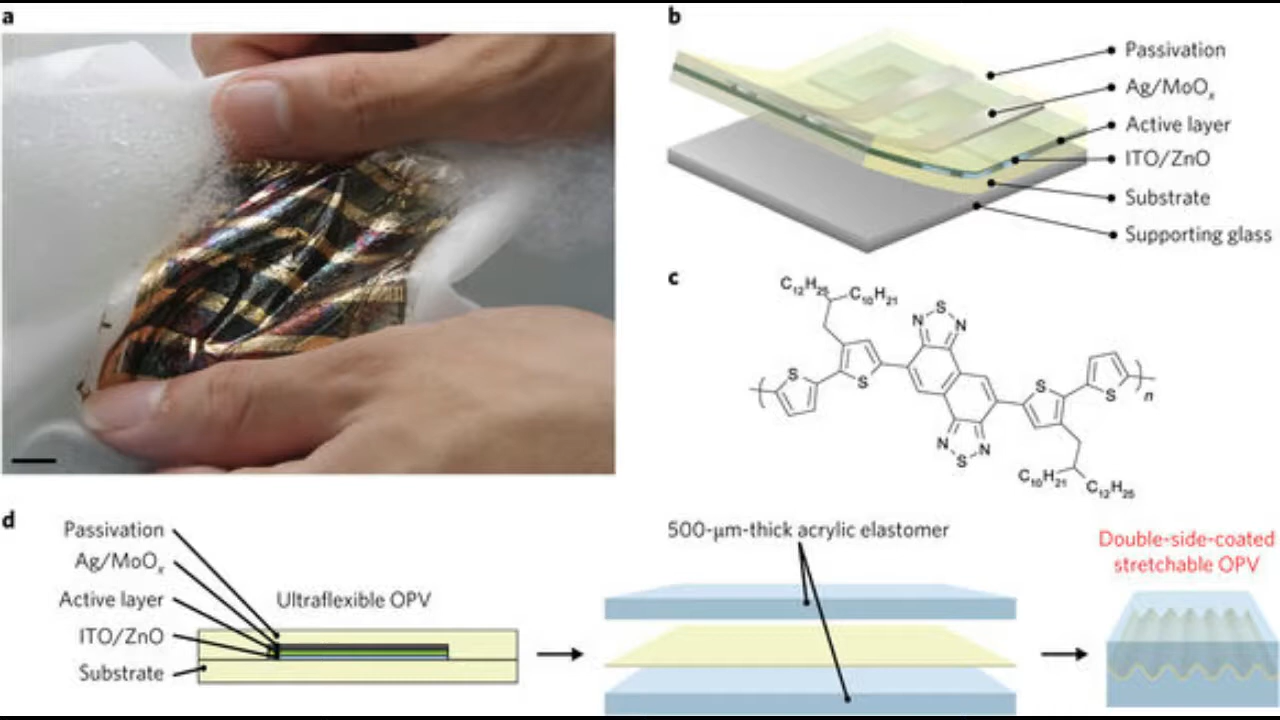 a
b
Passivation
Ag/MoOₓ
Active layer
ITO/ZnO
Substrate
Supporting glass
c
C₁₂H₂₅
C₁₀H₂₁
S
N
N
S
S
S
S
n
N
N
S
C₁₀H₂₁
C₁₂H₂₅
d
Passivation
Ag/MoOₓ
Active layer
ITO/ZnO
Substrate
Ultraflexible OPV
500-μm-thick acrylic elastomer
Double-side-coated
stretchable OPV